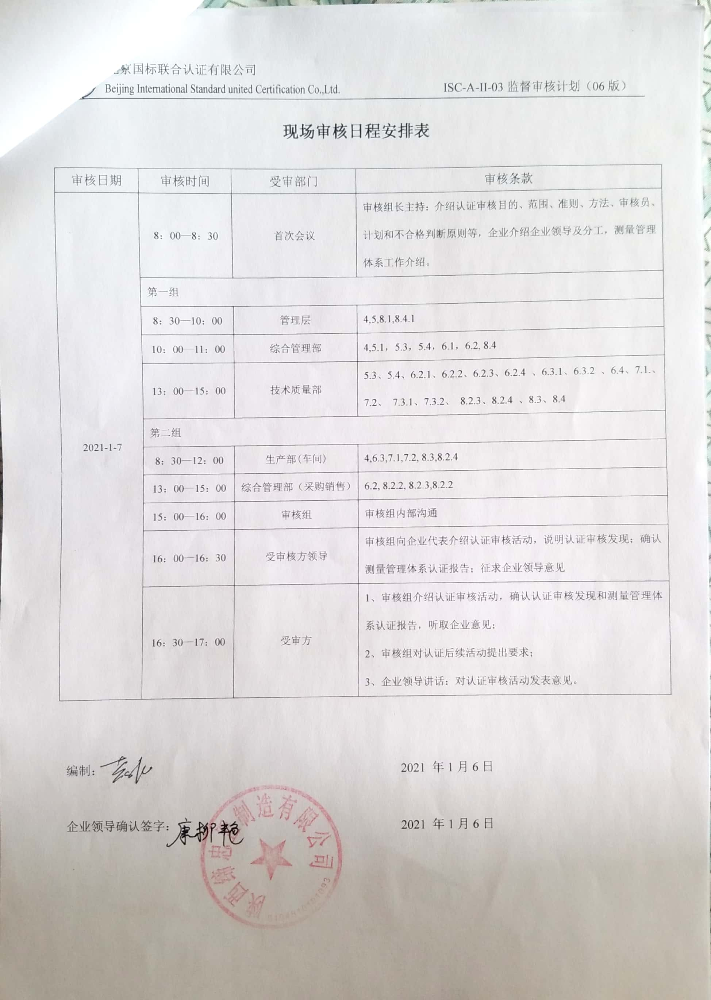 京国标联合认证有限公司
Beijing International Standard united Certification Co.,Ltd.
ISC-A-II-03 监督审核计划（06 版）
现场审核日程安排表
审核日期 审核时间 受审部门 审核条款
2021-1-7
8：00—8：30 首次会议 审核组长主持：介绍认证审核目的、范围、准则、方法、审核员、
计划和不合格判断原则等，企业介绍企业领导及分工，测量管理
体系工作介绍。
第一组
8：30—10：00 管理层 4,5,8.1,8.4.1
10：00—11：00 综合管理部 4,5.1，5.3，5.4，6.1，6.2, 8.4
13：00—15：00 技术质量部 5.3、5.4、6.2.1、6.2.2、6.2.3、6.2.4 、6.3.1、6.3.2 、6.4、7.1.、
7.2、 7.3.1、7.3.2、 8.2.3、8.2.4 、8.3、8.4
第二组
8：30—12：00 生产部(车间) 4,6.3,7.1,7.2, 8.3,8.2.4
13：00—15：00 综合管理部（采购销售） 6.2, 8.2.2, 8.2.3,8.2.2
15：00—16：00 审核组 审核组内部沟通
16：00—16：30 受审核方领导 审核组向企业代表介绍认证审核活动，说明认证审核发现；确认
测量管理体系认证报告；征求企业领导意见
16：30—17：00 受审方 1、审核组介绍认证审核活动，确认认证审核发现和测量管理体
系认证报告，听取企业意见；
2、审核组对认证后续活动提出要求；
3、企业领导讲话：对认证审核活动发表意见。
编制：
2021 年 1 月 6 日
企业领导确认签字：康柳艳
2021 年 1 月 6 日
制造有限公司
陕西